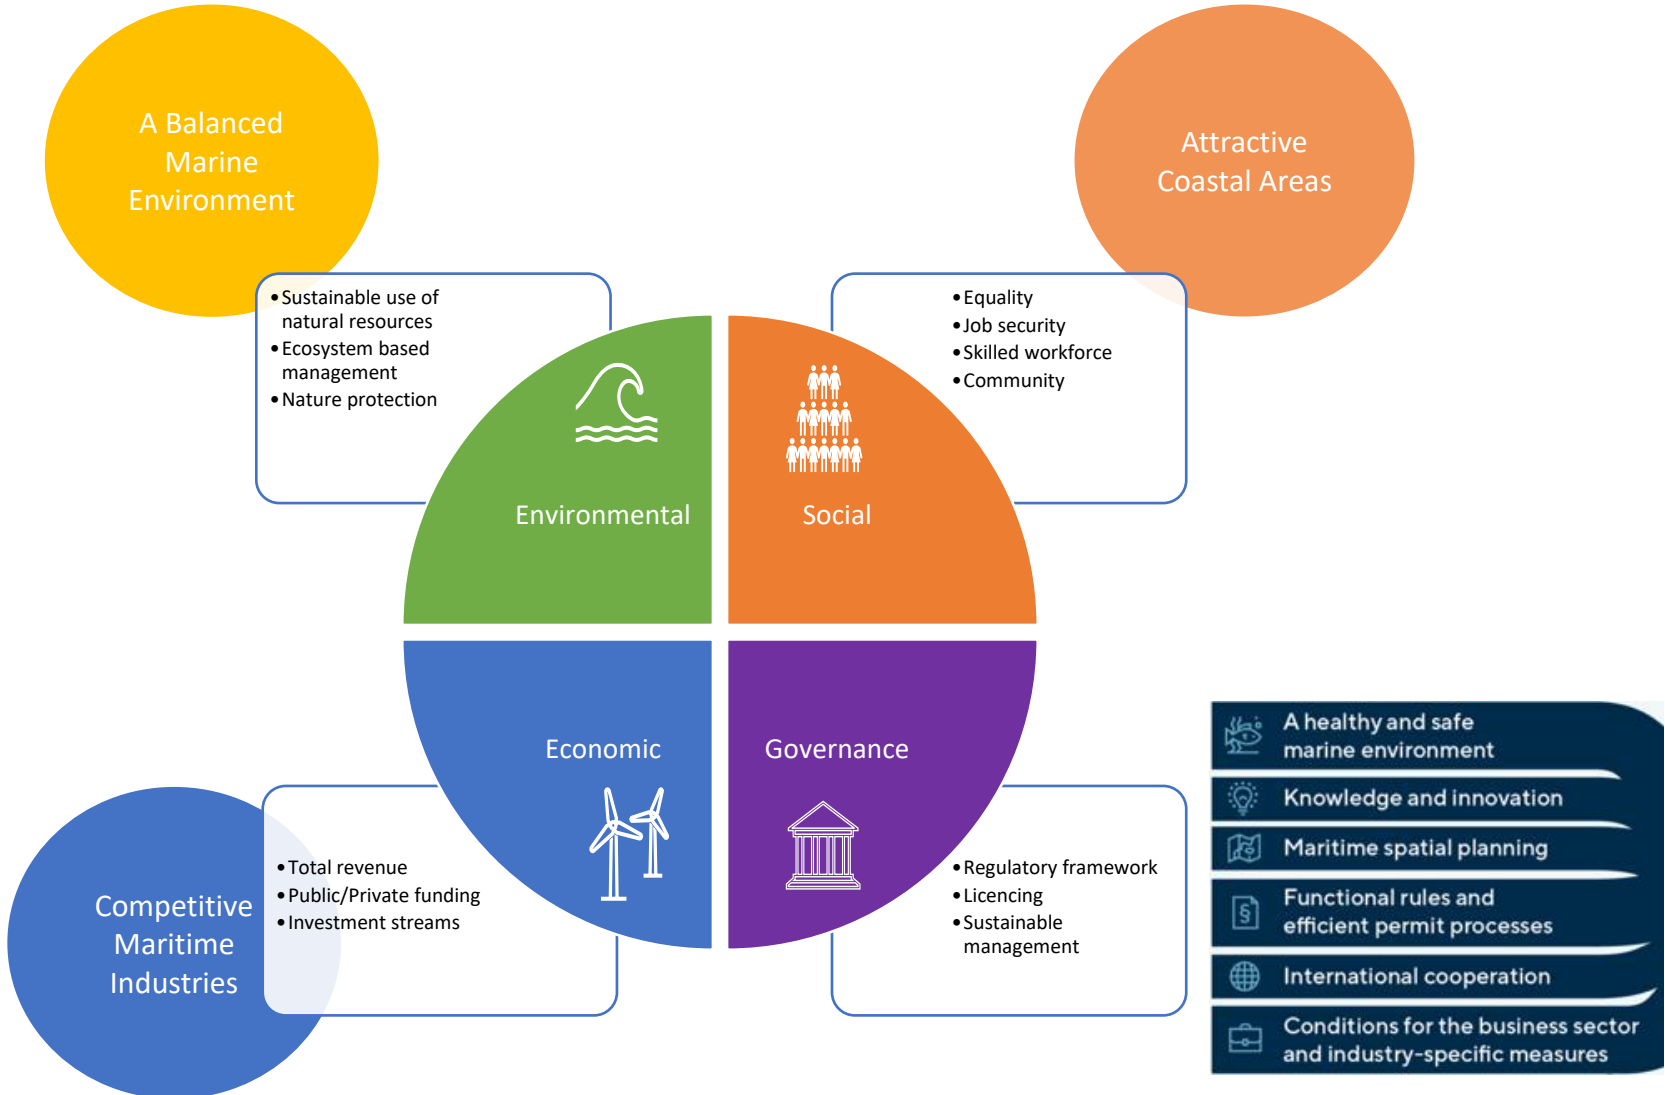 A Balanced
Marine
Environment
Attractive
Coastal Areas
•Sustainable use of
natural resources
•Ecosystem based
management
•Nature protection
•Equality
•Job security
•Skilled workforce
•Community
Environmental
Social
Economic
Governance
Competitive
Maritime
Industries
•Total revenue
•Public/Private funding
•Investment streams
•Regulatory framework
•Licencing
•Sustainable
management
A healthy and safe
marine environment
Knowledge and innovation
Maritime spatial planning
§
Functional rules and
efficient permit processes
International cooperation
Conditions for the business sector
and industry-specific measures